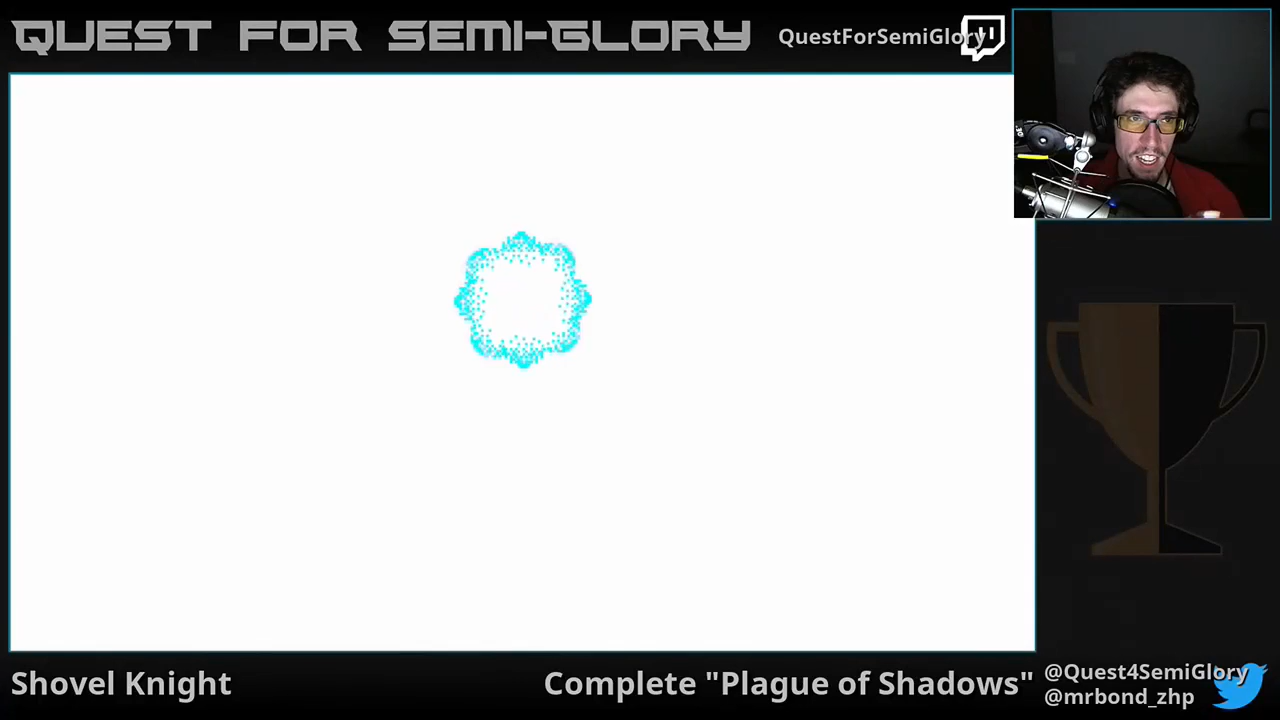 QUEST FOR SEMI-GLORY
QuestForSemiGlory
Shovel Knight
Complete "Plague of Shadows"
@Quest4SemiGlory
@mrbond_zhp